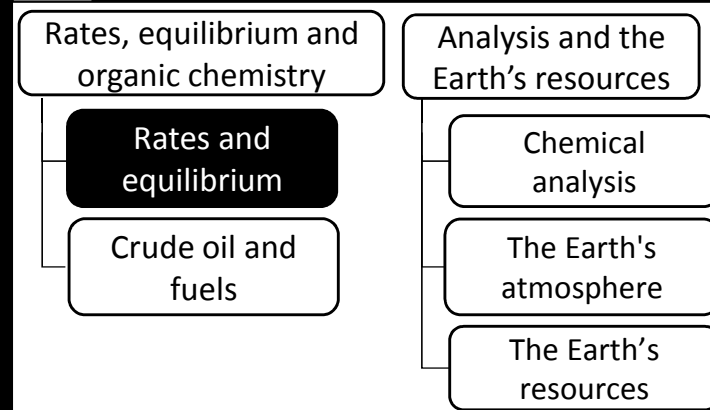 Rates, equilibrium and
organic chemistry
Rates and
equilibrium
Crude oil and
fuels
Analysis and the
Earth’s resources
Chemical
analysis
The Earth's
atmosphere
The Earth’s
resources